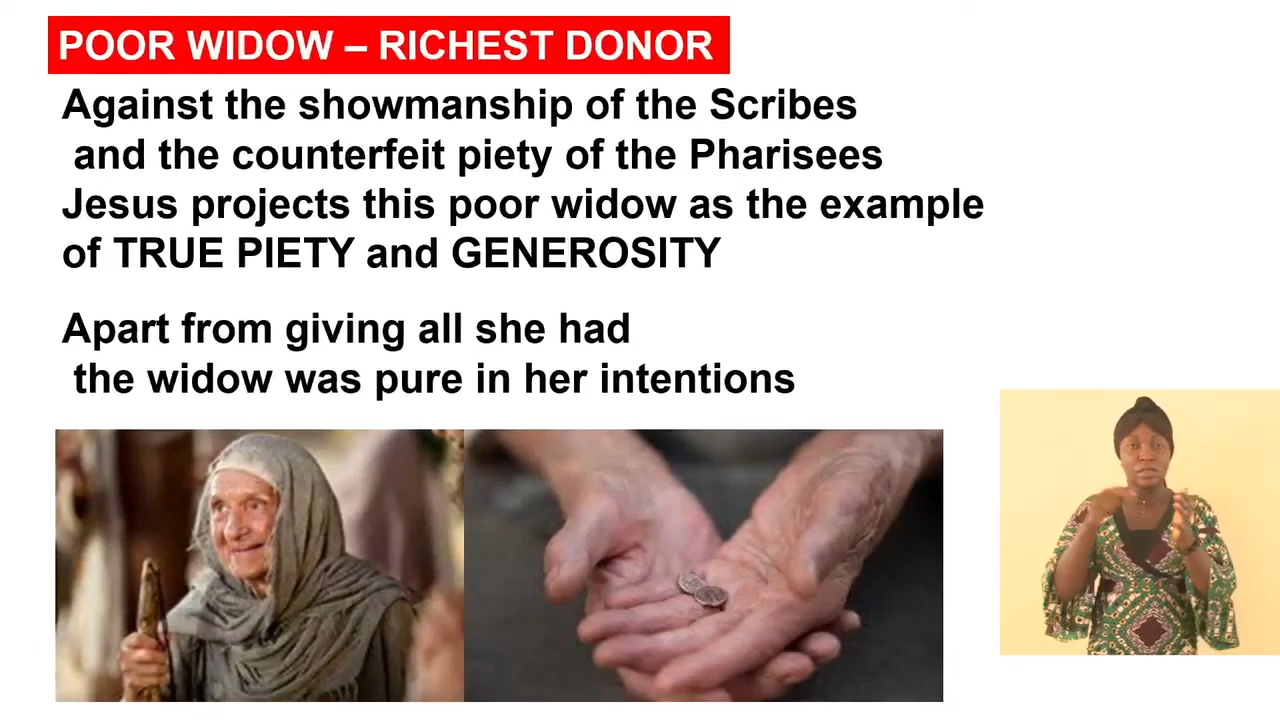 POOR WIDOW – RICHEST DONOR
Against the showmanship of the Scribes
and the counterfeit piety of the Pharisees
Jesus projects this poor widow as the example
of TRUE PIETY and GENEROSITY
Apart from giving all she had
the widow was pure in her intentions